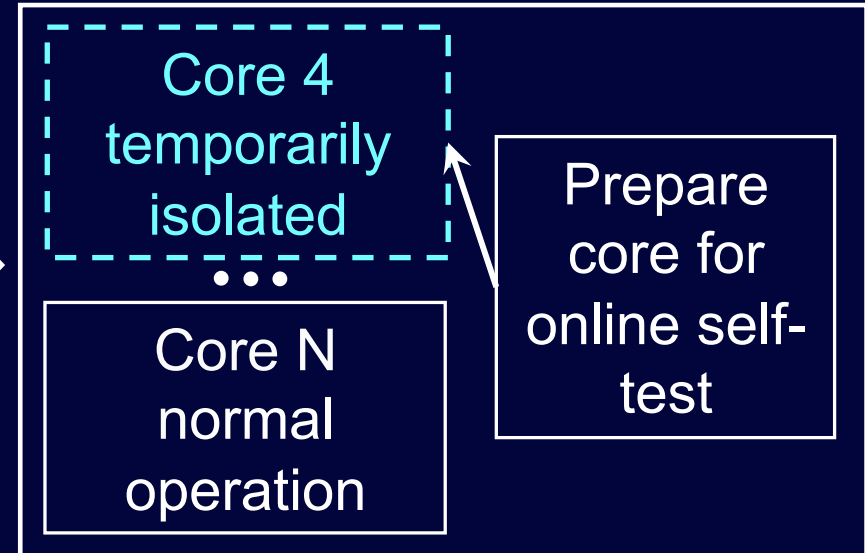 Core 4
temporarily
isolated
•••
Core N
normal
operation
Prepare
core for
online self-
test